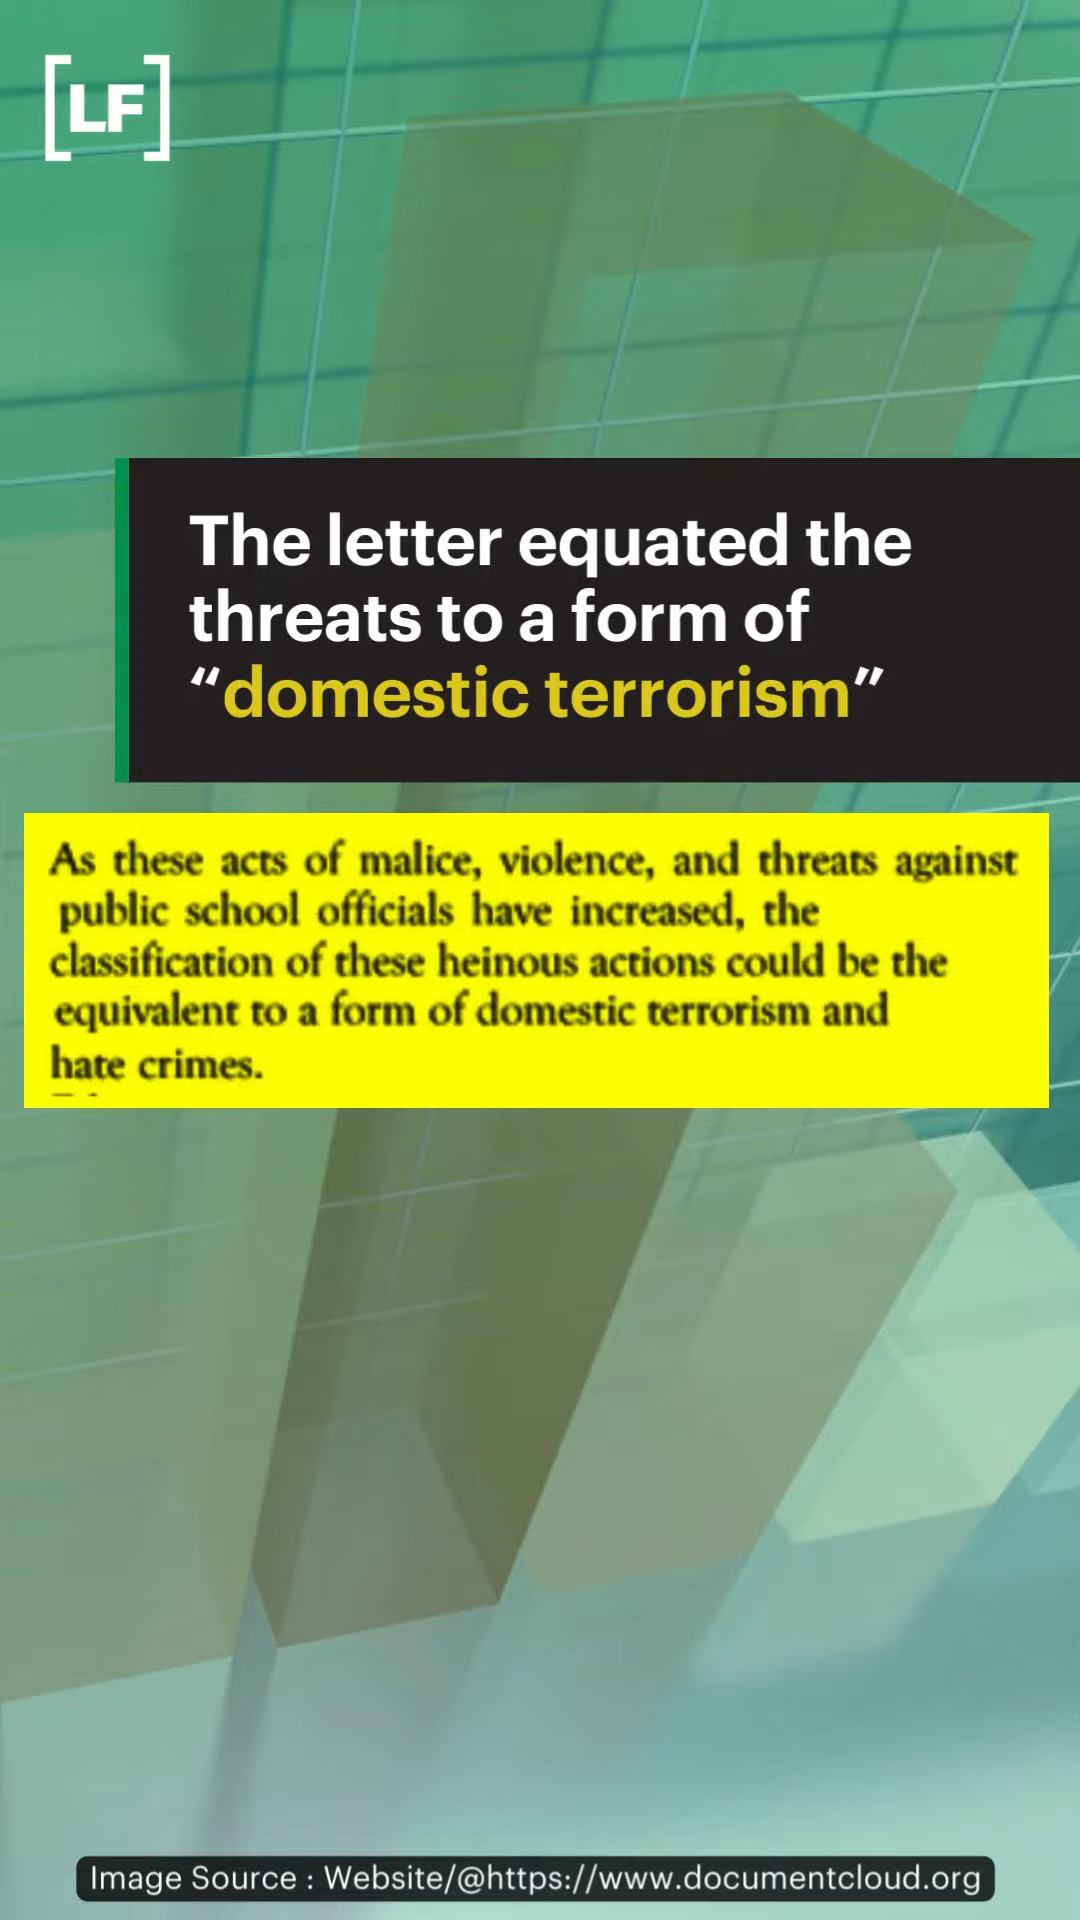 [LF]
The letter equated the
threats to a form of
“domestic terrorism”
As these acts of malice, violence, and threats against
public school officials have increased, the
classification of these heinous actions could be the
equivalent to a form of domestic terrorism and
hate crimes.
Image Source : Website/@https://www.documentcloud.org